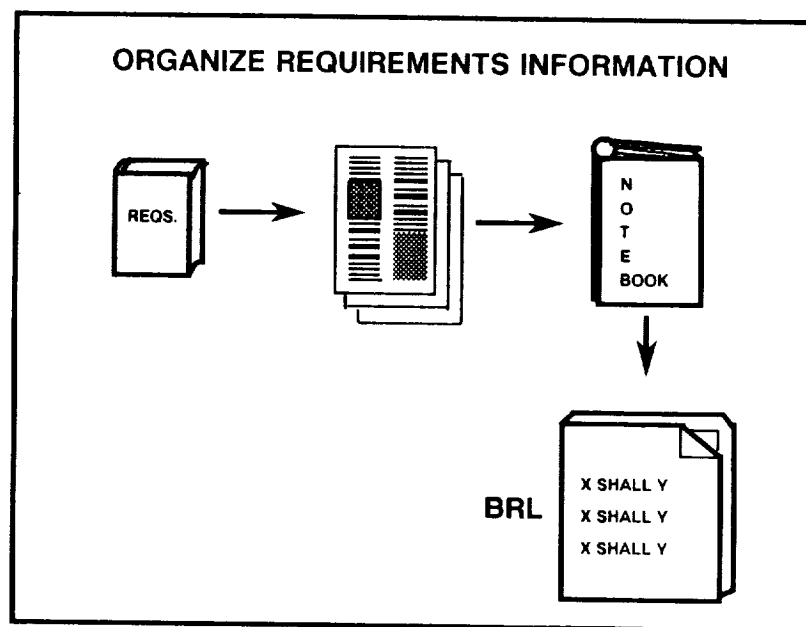 ORGANIZE REQUIREMENTS INFORMATION
REQS.
N
O
T
E
BOOK
BRL
X SHALL Y
X SHALL Y
X SHALL Y